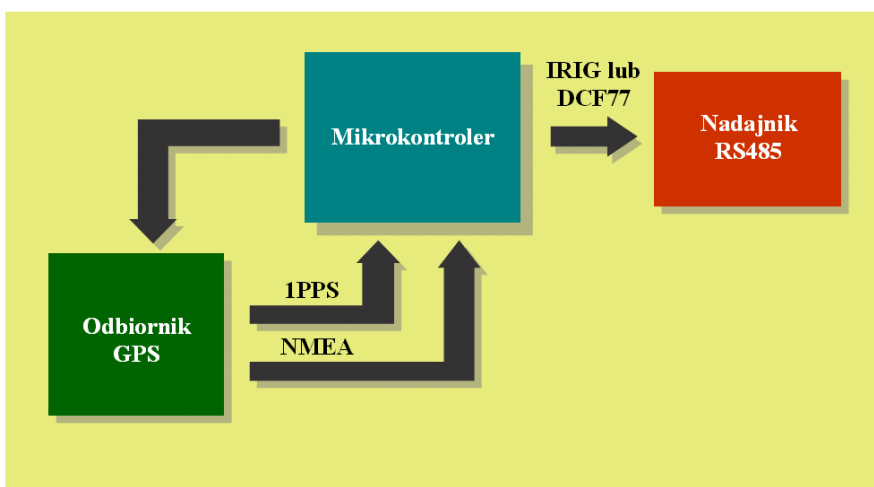 IRIG lub
DCF77
Mikrokontroler
Nadajnik
RS485
1PPS
Odbiornik
GPS
NMEA